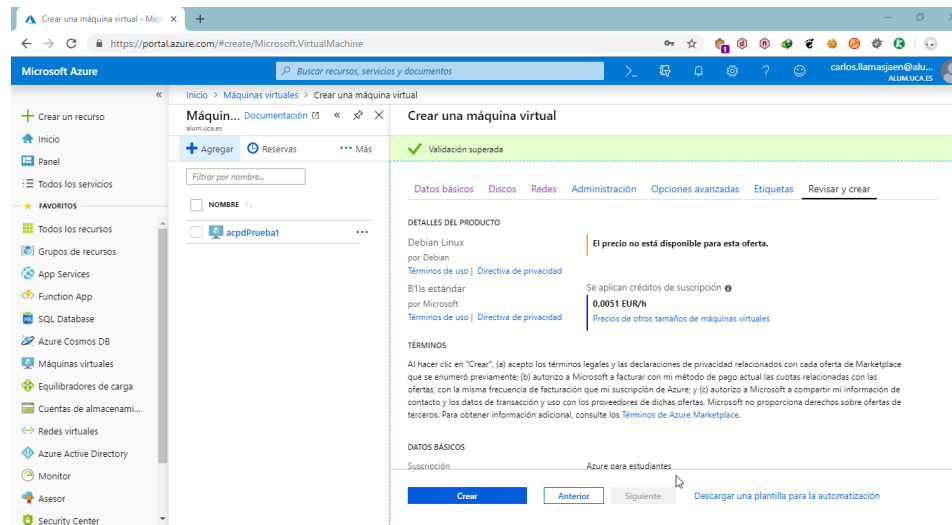 Crear una máquina virtual - Micr
https://portal.azure.com/#create/Microsoft.VirtualMachine
Microsoft Azure
Buscar recursos, servicios y documentos
carlos.llamasjaen@alu...
ALUM.UCA.ES
Crear un recurso
Inicio
Panel
Todos los servicios
FAVORITOS
Todos los recursos
Grupos de recursos
App Services
Function App
SQL Database
Azure Cosmos DB
Máquinas virtuales
Equilibradores de carga
Cuentas de almacenami...
Redes virtuales
Azure Active Directory
Monitor
Asesor
Security Center
Inicio > Máquinas virtuales > Crear una máquina virtual
Máquin... Documentación
alum.uca.es
Agregar Reservas ••• Más
Filtrar por nombre...
NOMBRE
acpdPrueba1
Crear una máquina virtual
Validación superada
Datos básicos Discos Redes Administración Opciones avanzadas Etiquetas Revisar y crear
DETALLES DEL PRODUCTO
Debian Linux
por Debian
Términos de uso | Directiva de privacidad
El precio no está disponible para esta oferta.
B1ls estándar
por Microsoft
Términos de uso | Directiva de privacidad
Se aplican créditos de suscripción
0,0051 EUR/h
Precios de otros tamaños de máquinas virtuales
TÉRMINOS
Al hacer clic en "Crear", (a) acepto los términos legales y las declaraciones de privacidad relacionados con cada oferta de Marketplace
que se enumeró previamente; (b) autorizo a Microsoft a facturar con mi método de pago actual las cuotas relacionadas con las
ofertas, con la misma frecuencia de facturación que mi suscripción de Azure; y (c) autorizo a Microsoft a compartir mi información de
contacto y los datos de transacción y uso con los proveedores de dichas ofertas. Microsoft no proporciona derechos sobre ofertas de
terceros. Para obtener información adicional, consulte los Términos de Azure Marketplace.
DATOS BÁSICOS
Suscripción Azure para estudiantes
Crear Anterior Siguiente Descargar una plantilla para la automatización